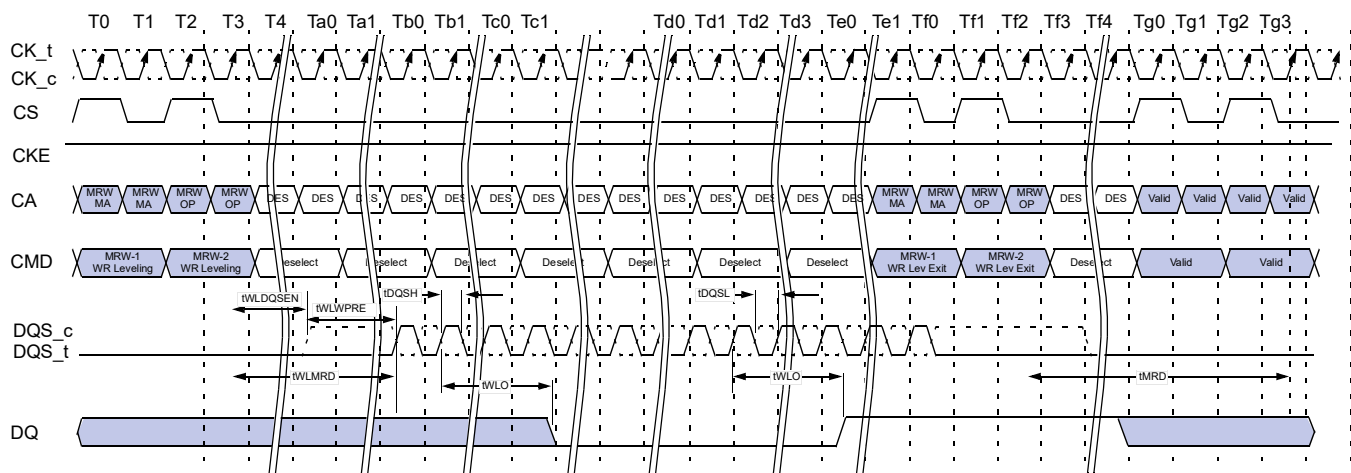 T0 T1 T2 T3 T4 Ta0 Ta1 Tb0 Tb1 Tc0 Tc1 Td0 Td1 Td2 Td3 Te0 Te1 Tf0 Tf1 Tf2 Tf3 Tf4 Tg0 Tg1 Tg2 Tg3
CK_t
CK_c
CS
CKE
CA MRW MA MRW MA MRW OP MRW OP DES DES DES DES DES DES DES DES DES DES DES DES DES DES MRW MA MRW MA MRW OP MRW OP DES DES Valid Valid Valid Valid
CMD MRW-1 WR Leveling MRW-2 WR Leveling Deselect Deselect Deselect Deselect Deselect Deselect Deselect MRW-1 WR Lev Exit MRW-2 WR Lev Exit Deselect Valid Valid
tWLDQSEN tWLWPRE tDQSH tDQSL
DQS_c
DQS_t
tWLMRD tWLO tWLO tMRD
DQ